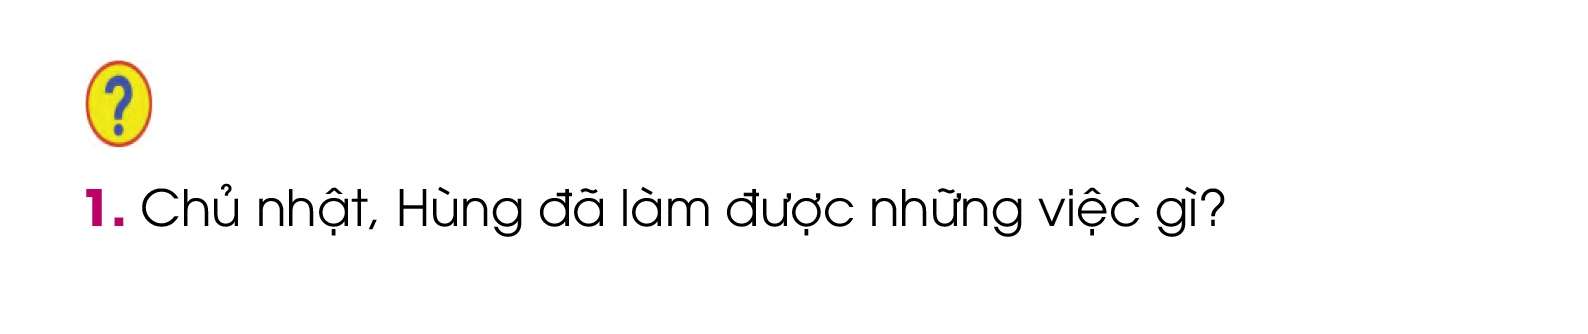 ?
1. Chủ nhật, Hùng đã làm được những việc gì?